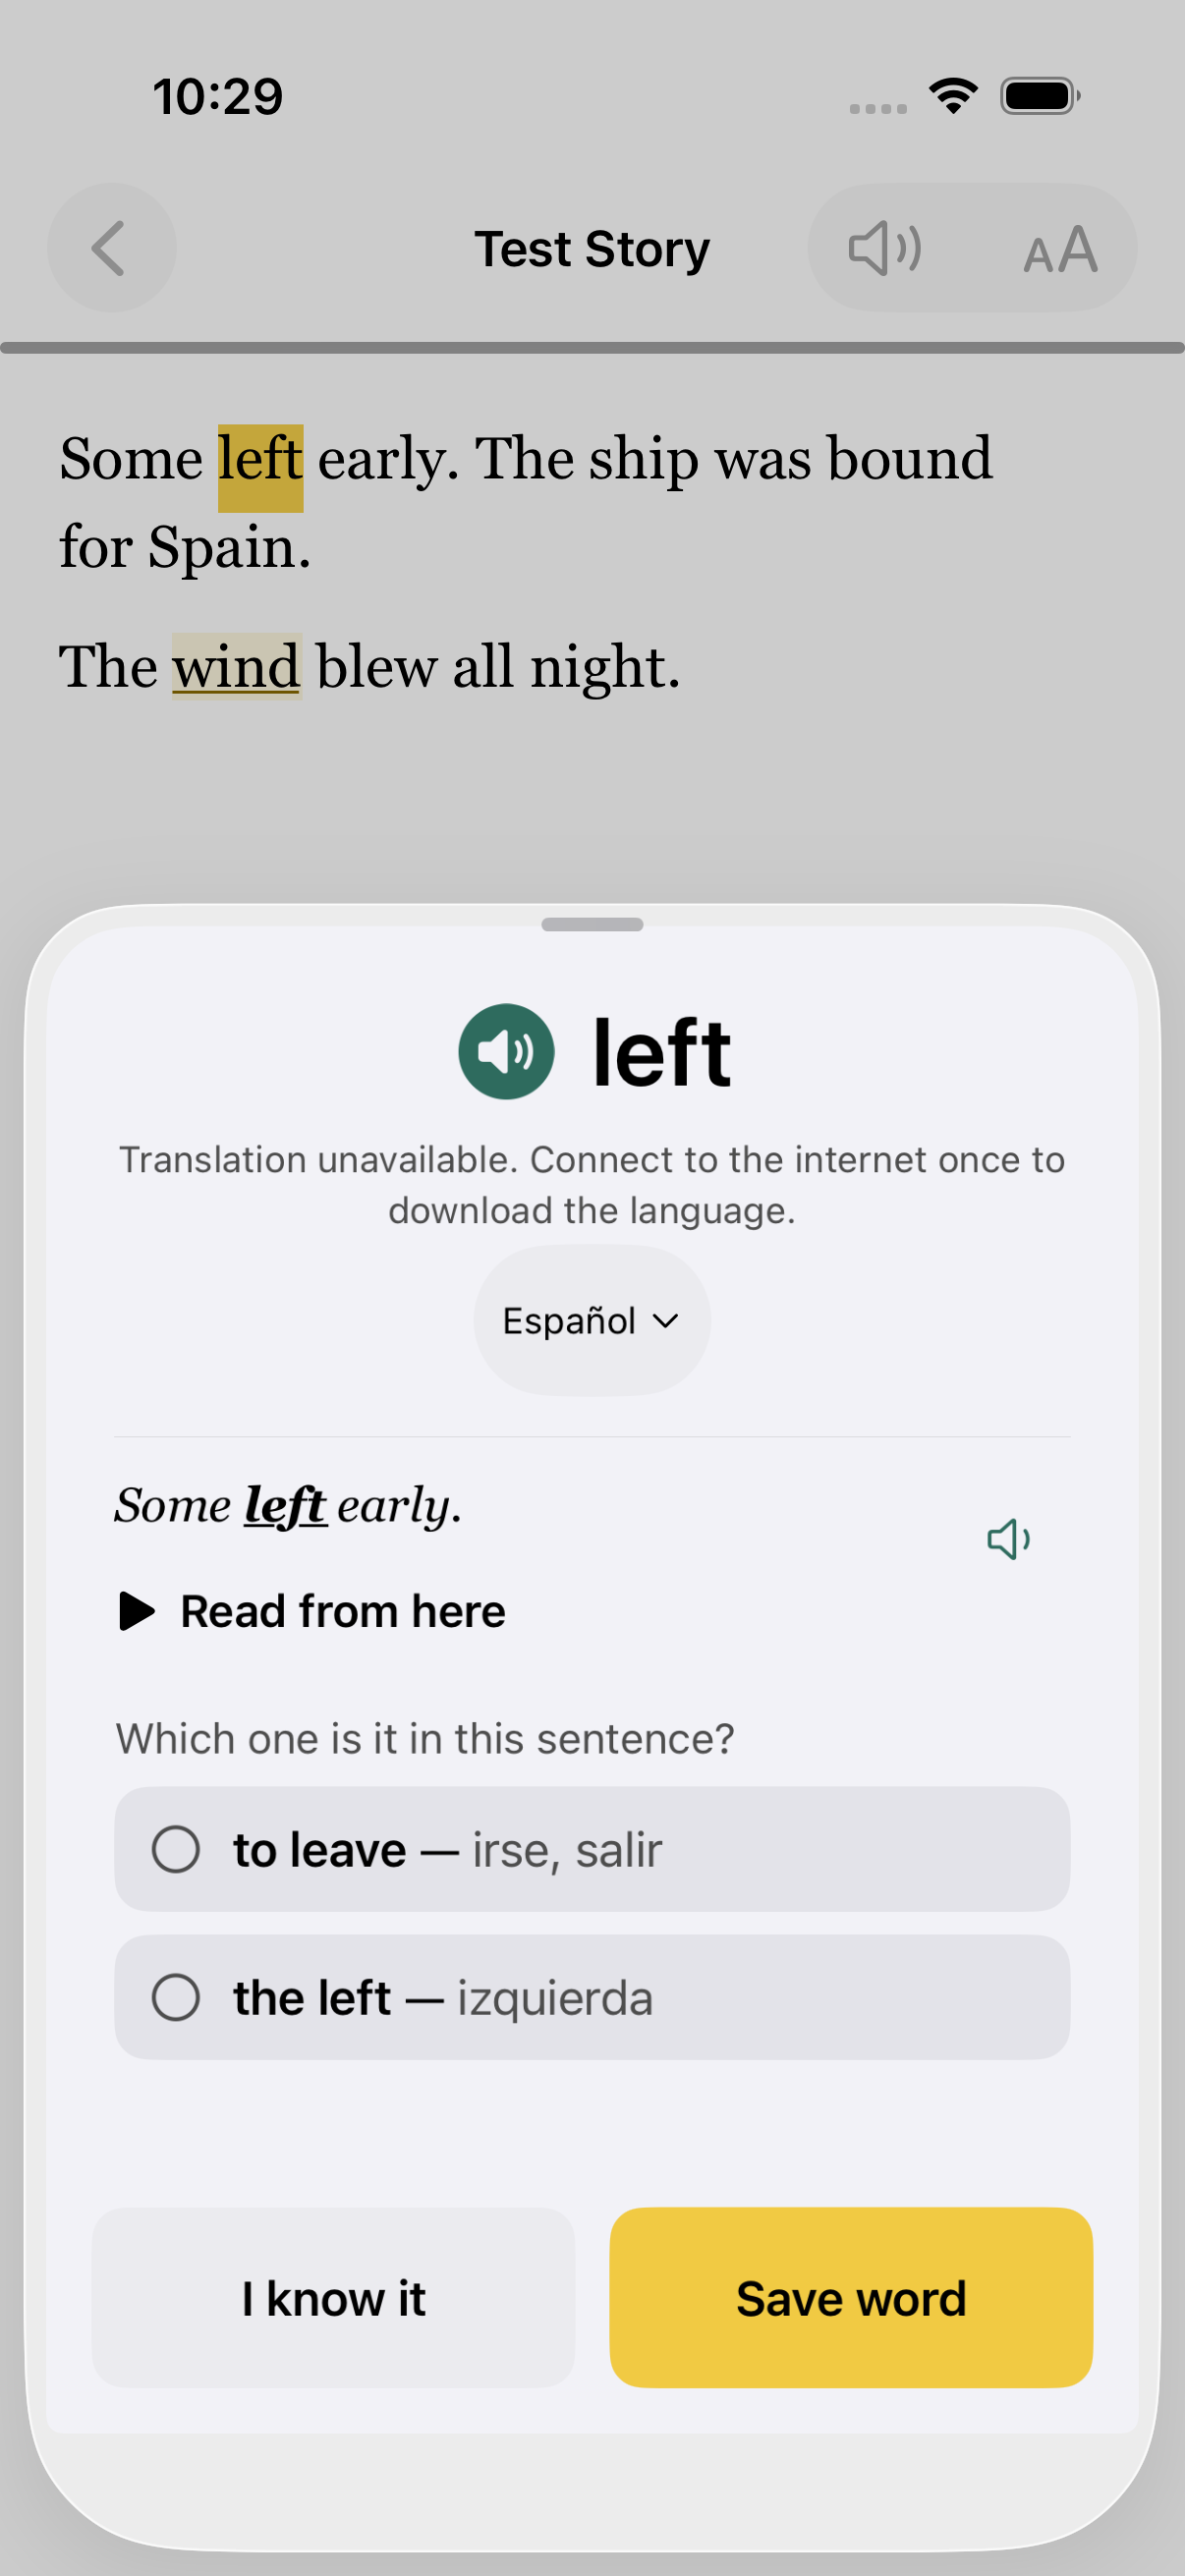 10:29
Test Story
AA
Some left early. The ship was bound
for Spain.
The wind blew all night.
left
Translation unavailable. Connect to the internet once to
download the language.
Español
Some left early.
Read from here
Which one is it in this sentence?
to leave — irse, salir
the left — izquierda
I know it
Save word